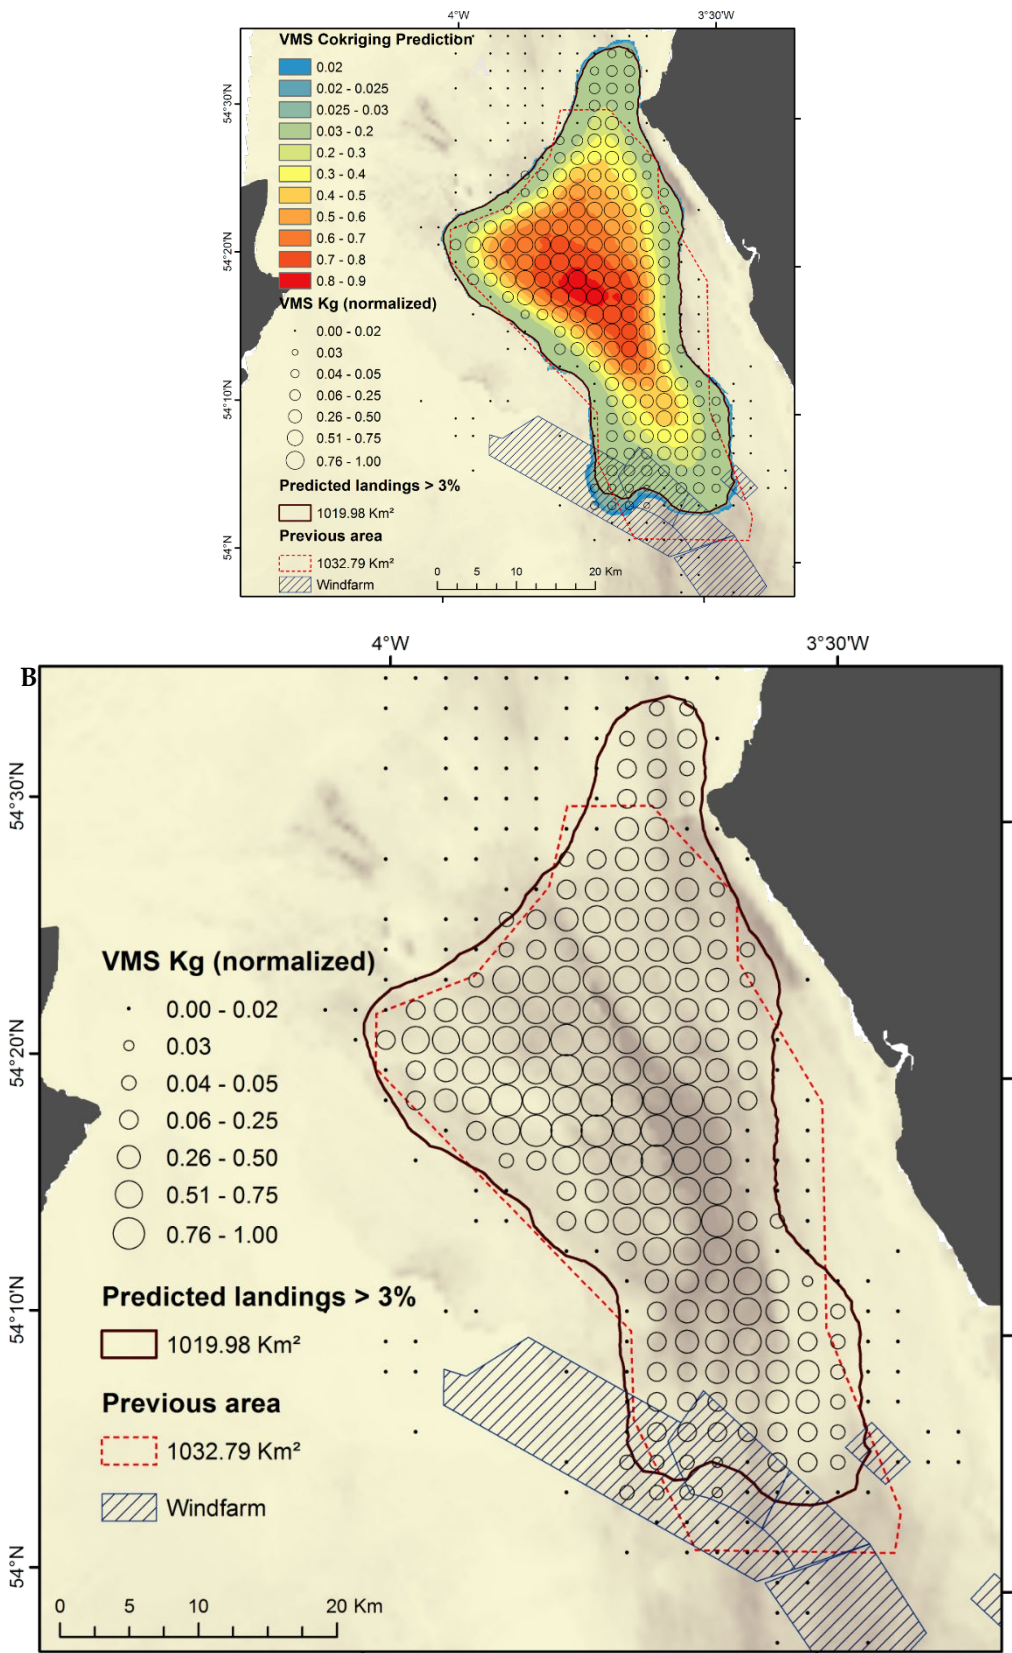 4°W 3°30'W
VMS Cokriging Prediction
0.02
0.02 - 0.025
0.025 - 0.03
0.03 - 0.2
0.2 - 0.3
0.3 - 0.4
0.4 - 0.5
0.5 - 0.6
0.6 - 0.7
0.7 - 0.8
0.8 - 0.9
VMS Kg (normalized)
0.00 - 0.02
0.03
0.04 - 0.05
0.06 - 0.25
0.26 - 0.50
0.51 - 0.75
0.76 - 1.00
Predicted landings > 3%
1019.98 Km²
Previous area
1032.79 Km²
Windfarm
0 5 10 20 Km
54°30'N
54°20'N
54°10'N
54°N
4°W 3°30'W
B
54°30'N
54°20'N
54°10'N
54°N
VMS Kg (normalized)
0.00 - 0.02
0.03
0.04 - 0.05
0.06 - 0.25
0.26 - 0.50
0.51 - 0.75
0.76 - 1.00
Predicted landings > 3%
1019.98 Km²
Previous area
1032.79 Km²
Windfarm
0 5 10 20 Km